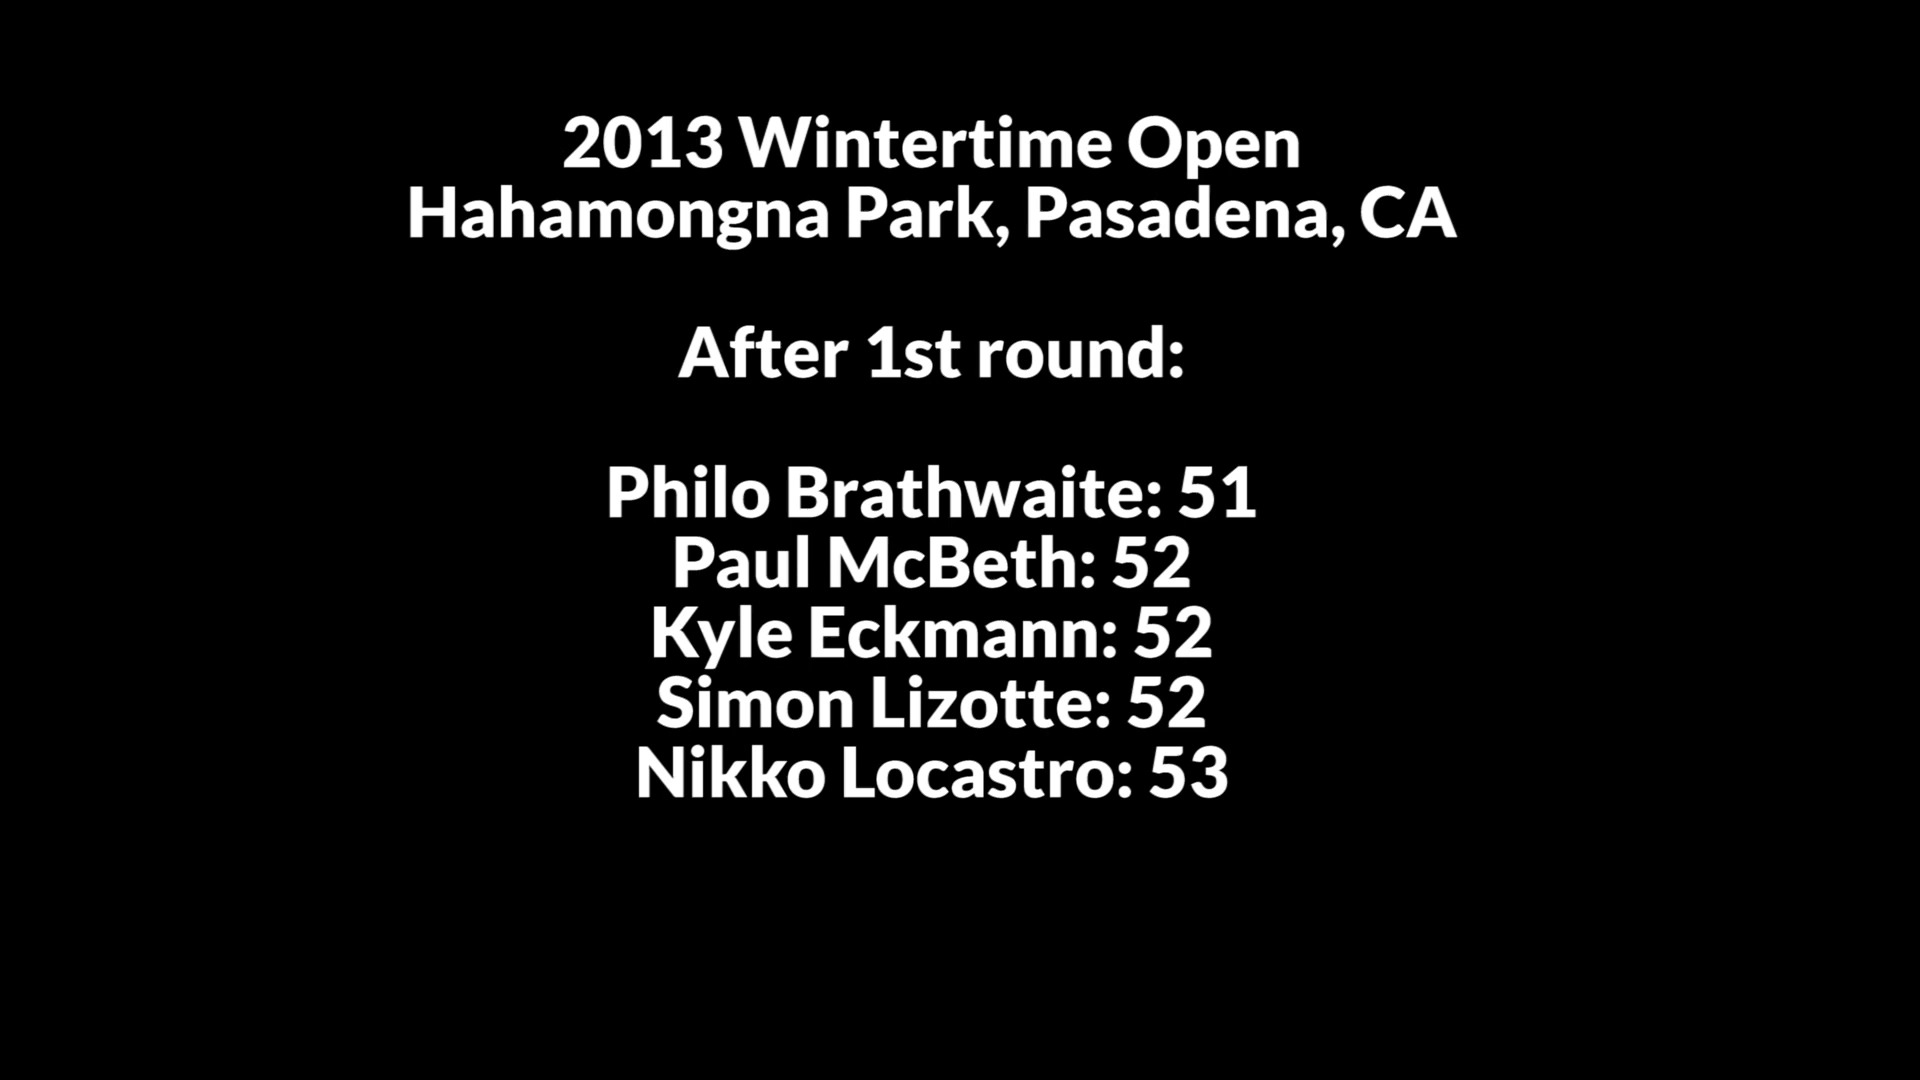 2013 Wintertime Open
Hahamongna Park, Pasadena, CA
After 1st round:
Philo Brathwaite: 51
Paul McBeth: 52
Kyle Eckmann: 52
Simon Lizotte: 52
Nikko Locastro: 53